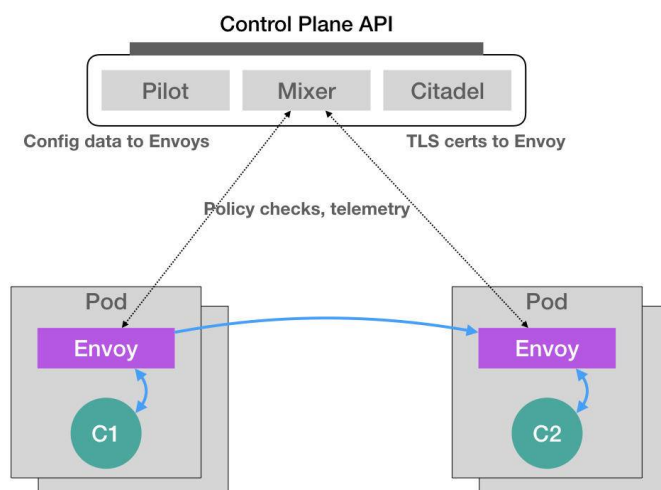 Control Plane API
Pilot
Mixer
Citadel
Config data to Envoys
TLS certs to Envoy
Policy checks, telemetry
Pod
Pod
Envoy
Envoy
C1
C2